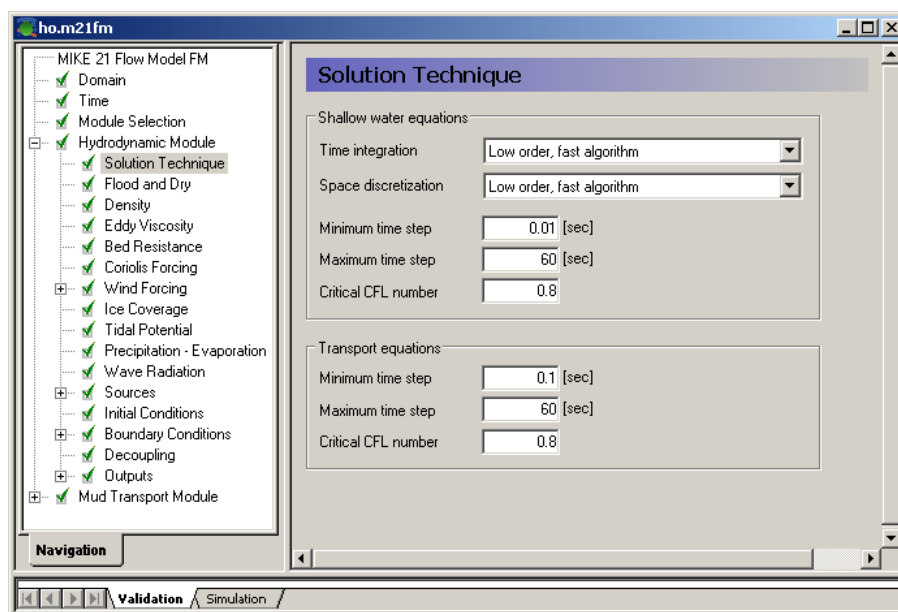 ho.m21fm
MIKE 21 Flow Model FM
Domain
Time
Module Selection
Hydrodynamic Module
Solution Technique
Flood and Dry
Density
Eddy Viscosity
Bed Resistance
Coriolis Forcing
Wind Forcing
Ice Coverage
Tidal Potential
Precipitation - Evaporation
Wave Radiation
Sources
Initial Conditions
Boundary Conditions
Decoupling
Outputs
Mud Transport Module
Navigation
Solution Technique
Shallow water equations
Time integration Low order, fast algorithm
Space discretization Low order, fast algorithm
Minimum time step 0.01 [sec]
Maximum time step 60 [sec]
Critical CFL number 0.8
Transport equations
Minimum time step 0.1 [sec]
Maximum time step 60 [sec]
Critical CFL number 0.8
Validation Simulation